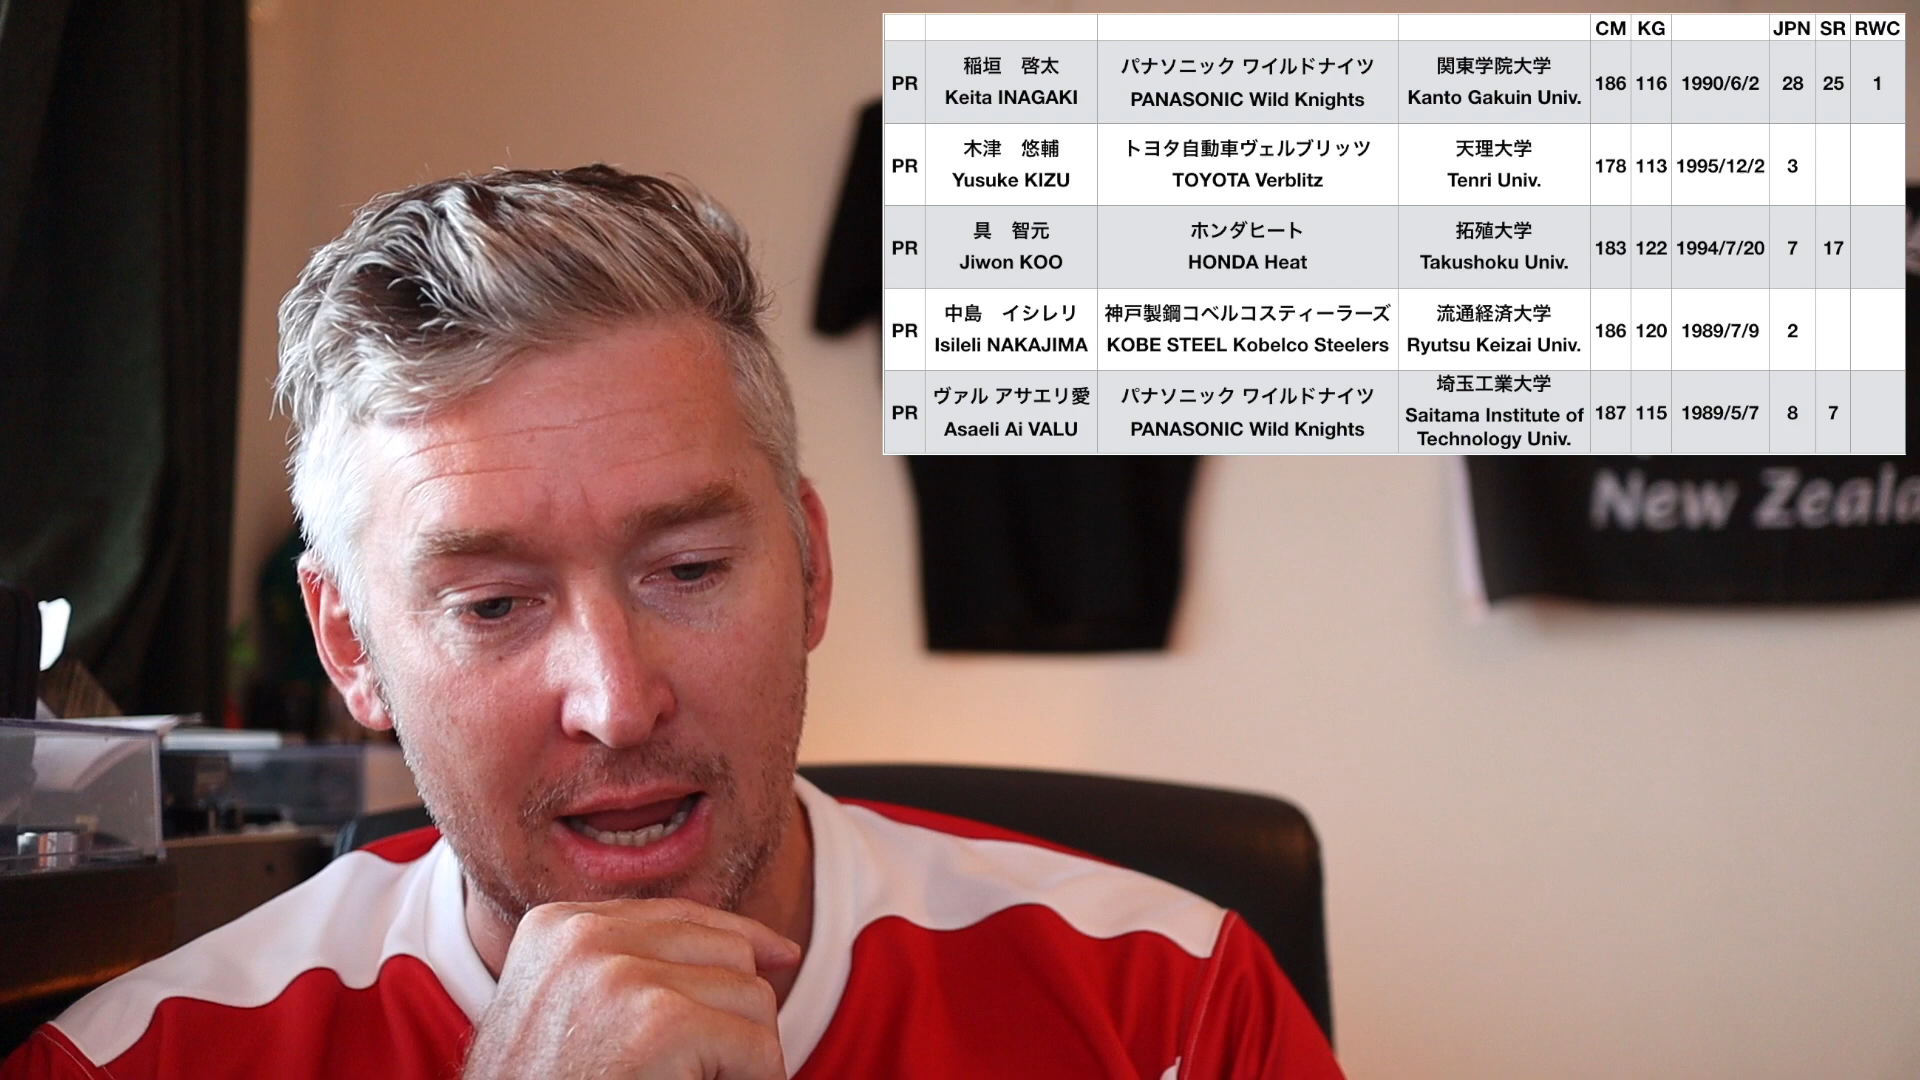 CM KG JPN SR RWC
PR 稲垣 啓太 パナソニック ワイルドナイツ 関東学院大学 186 116 1990/6/2 28 25 1
Keita INAGAKI PANASONIC Wild Knights Kanto Gakuin Univ.
PR 木津 悠輔 トヨタ自動車ヴェルブリッツ 天理大学 178 113 1995/12/2 3
Yusuke KIZU TOYOTA Verblitz Tenri Univ.
PR 具 智元 ホンダヒート 拓殖大学 183 122 1994/7/20 7 17
Jiwon KOO HONDA Heat Takushoku Univ.
PR 中島 イシレリ 神戸製鋼コベルコスティーラーズ 流通経済大学 186 120 1989/7/9 2
Isileli NAKAJIMA KOBE STEEL Kobelco Steelers Ryutsu Keizai Univ.
PR ヴァル アサエリ愛 パナソニック ワイルドナイツ 埼玉工業大学 187 115 1989/5/7 8 7
Asaeli Ai VALU PANASONIC Wild Knights Saitama Institute of
Technology Univ.
New